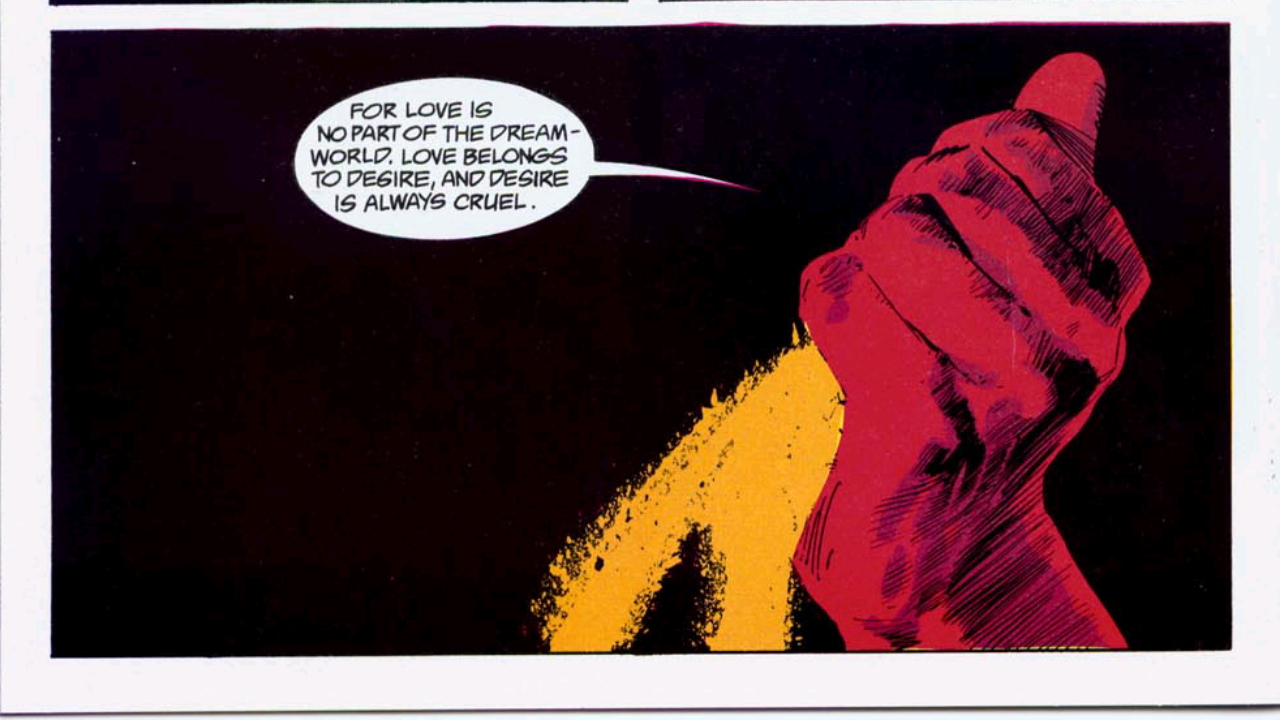 FOR LOVE IS
NO PART OF THE DREAM-
WORLD. LOVE BELONGS
TO DESIRE, AND DESIRE
IS ALWAYS CRUEL.